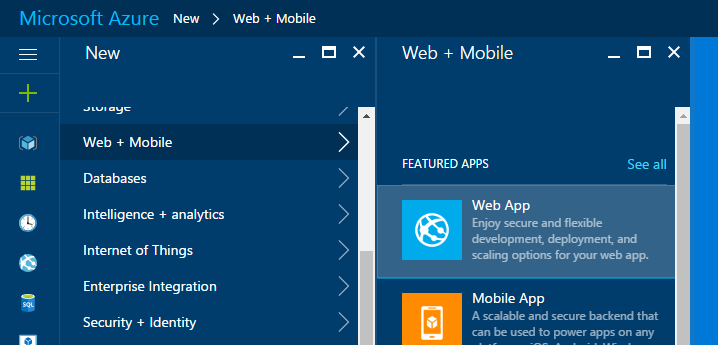 Microsoft Azure New > Web + Mobile
New
Storage
Web + Mobile
Databases
Intelligence + analytics
Internet of Things
Enterprise Integration
Security + Identity
Web + Mobile
FEATURED APPS See all
Web App
Enjoy secure and flexible
development, deployment, and
scaling options for your web app.
Mobile App
A scalable and secure backend that
can be used to power apps on any
SQL